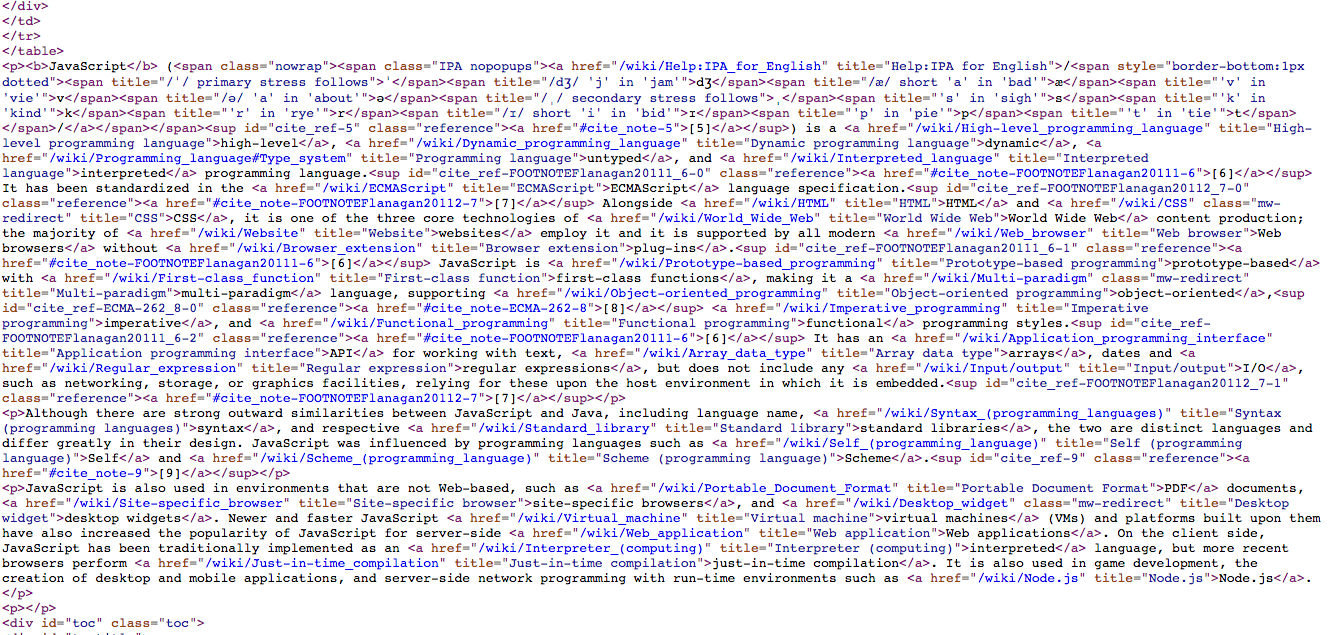 </div>
</td>
</tr>
</table>
<p><b>JavaScript</b> (<span class="nowrap"><span class="IPA nopopups"><a href="/wiki/Help:IPA_for_English" title="Help:IPA for English">/<span style="border-bottom:1px
dotted"><span title="/ˈ/ primary stress follows">ˈ</span><span title="/dʒ/ 'j' in 'jam'">dʒ</span><span title="/æ/ short 'a' in 'bad'">æ</span><span title="'v' in
'vie'">v</span><span title="/ə/ 'a' in 'about'">ə</span><span title="/ˌ/ secondary stress follows">ˌ</span><span title="'s' in 'sigh'">s</span><span title="'k' in
'kind'">k</span><span title="'r' in 'rye'">r</span><span title="/ɪ/ short 'i' in 'bid'">ɪ</span><span title="'p' in 'pie'">p</span><span title="'t' in 'tie'">t</span>
</span>/</a></span></span><sup id="cite_ref-5" class="reference"><a href="#cite_note-5">[5]</a></sup>) is a <a href="/wiki/High-level_programming_language" title="High-
level programming language">high-level</a>, <a href="/wiki/Dynamic_programming_language" title="Dynamic programming language">dynamic</a>, <a
href="/wiki/Programming_language#Type_system" title="Programming language">untyped</a>, and <a href="/wiki/Interpreted_language" title="Interpreted
language">interpreted</a> programming language.<sup id="cite_ref-FOOTNOTEFlanagan20111_6-0" class="reference"><a href="#cite_note-FOOTNOTEFlanagan20111-6">[6]</a></sup>
It has been standardized in the <a href="/wiki/ECMAScript" title="ECMAScript">ECMAScript</a> language specification.<sup id="cite_ref-FOOTNOTEFlanagan20112_7-0"
class="reference"><a href="#cite_note-FOOTNOTEFlanagan20112-7">[7]</a></sup> Alongside <a href="/wiki/HTML" title="HTML">HTML</a> and <a href="/wiki/CSS" class="mw-
redirect" title="CSS">CSS</a>, it is one of the three core technologies of <a href="/wiki/World_Wide_Web" title="World Wide Web">World Wide Web</a> content production;
the majority of <a href="/wiki/Website" title="Website">websites</a> employ it and it is supported by all modern <a href="/wiki/Web_browser" title="Web browser">Web
browsers</a> without <a href="/wiki/Browser_extension" title="Browser extension">plug-ins</a>.<sup id="cite_ref-FOOTNOTEFlanagan20111_6-1" class="reference"><a
href="#cite_note-FOOTNOTEFlanagan20111-6">[6]</a></sup> JavaScript is <a href="/wiki/Prototype-based_programming" title="Prototype-based programming">prototype-based</a>
with <a href="/wiki/First-class_function" title="First-class function">first-class functions</a>, making it a <a href="/wiki/Multi-paradigm" class="mw-redirect"
title="Multi-paradigm">multi-paradigm</a> language, supporting <a href="/wiki/Object-oriented_programming" title="Object-oriented programming">object-oriented</a>,<sup
id="cite_ref-ECMA-262_8-0" class="reference"><a href="#cite_note-ECMA-262-8">[8]</a></sup> <a href="/wiki/Imperative_programming" title="Imperative
programming">imperative</a>, and <a href="/wiki/Functional_programming" title="Functional programming">functional</a> programming styles.<sup id="cite_ref-
FOOTNOTEFlanagan20111_6-2" class="reference"><a href="#cite_note-FOOTNOTEFlanagan20111-6">[6]</a></sup> It has an <a href="/wiki/Application_programming_interface"
title="Application programming interface">API</a> for working with text, <a href="/wiki/Array_data_type" title="Array data type">arrays</a>, dates and <a
href="/wiki/Regular_expression" title="Regular expression">regular expressions</a>, but does not include any <a href="/wiki/Input/output" title="Input/output">I/O</a>,
such as networking, storage, or graphics facilities, relying for these upon the host environment in which it is embedded.<sup id="cite_ref-FOOTNOTEFlanagan20112_7-1"
class="reference"><a href="#cite_note-FOOTNOTEFlanagan20112-7">[7]</a></sup></p>
<p>Although there are strong outward similarities between JavaScript and Java, including language name, <a href="/wiki/Syntax_(programming_languages)" title="Syntax
(programming languages)">syntax</a>, and respective <a href="/wiki/Standard_library" title="Standard library">standard libraries</a>, the two are distinct languages and
differ greatly in their design. JavaScript was influenced by programming languages such as <a href="/wiki/Self_(programming_language)" title="Self (programming
language)">Self</a> and <a href="/wiki/Scheme_(programming_language)" title="Scheme (programming language)">Scheme</a>.<sup id="cite_ref-9" class="reference"><a
href="#cite_note-9">[9]</a></sup></p>
<p>JavaScript is also used in environments that are not Web-based, such as <a href="/wiki/Portable_Document_Format" title="Portable Document Format">PDF</a> documents,
<a href="/wiki/Site-specific_browser" title="Site-specific browser">site-specific browsers</a>, and <a href="/wiki/Desktop_widget" class="mw-redirect" title="Desktop
widget">desktop widgets</a>. Newer and faster JavaScript <a href="/wiki/Virtual_machine" title="Virtual machine">virtual machines</a> (VMs) and platforms built upon them
have also increased the popularity of JavaScript for server-side <a href="/wiki/Web_application" title="Web application">Web applications</a>. On the client side,
JavaScript has been traditionally implemented as an <a href="/wiki/Interpreter_(computing)" title="Interpreter (computing)">interpreted</a> language, but more recent
browsers perform <a href="/wiki/Just-in-time_compilation" title="Just-in-time compilation">just-in-time compilation</a>. It is also used in game development, the
creation of desktop and mobile applications, and server-side network programming with run-time environments such as <a href="/wiki/Node.js" title="Node.js">Node.js</a>.
</p>
<p></p>
<div id="toc" class="toc">